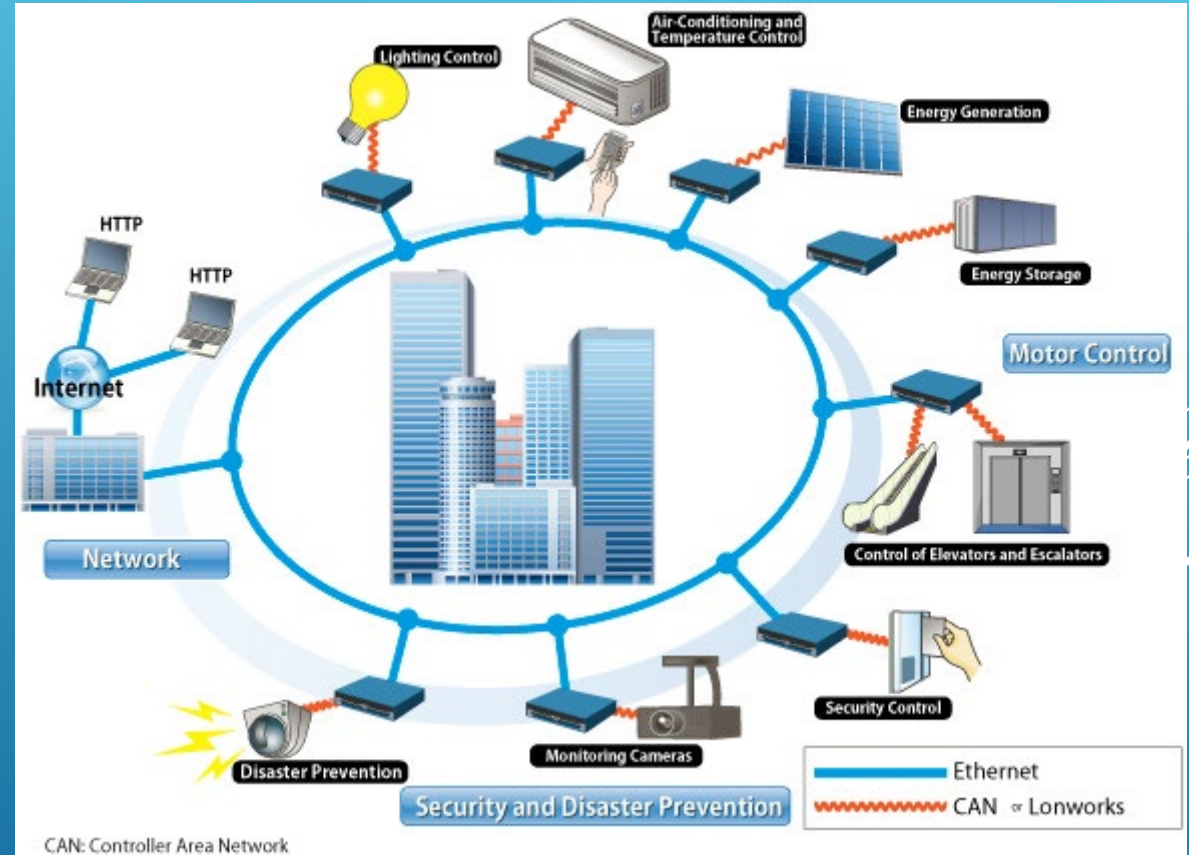 Air-Conditioning and
Temperature Control
Lighting Control
Energy Generation
HTTP
HTTP
Energy Storage
Motor Control
Internet
Network
Control of Elevators and Escalators
Security Control
Monitoring Cameras
Disaster Prevention
Security and Disaster Prevention
Ethernet
CAN or Lonworks
CAN: Controller Area Network